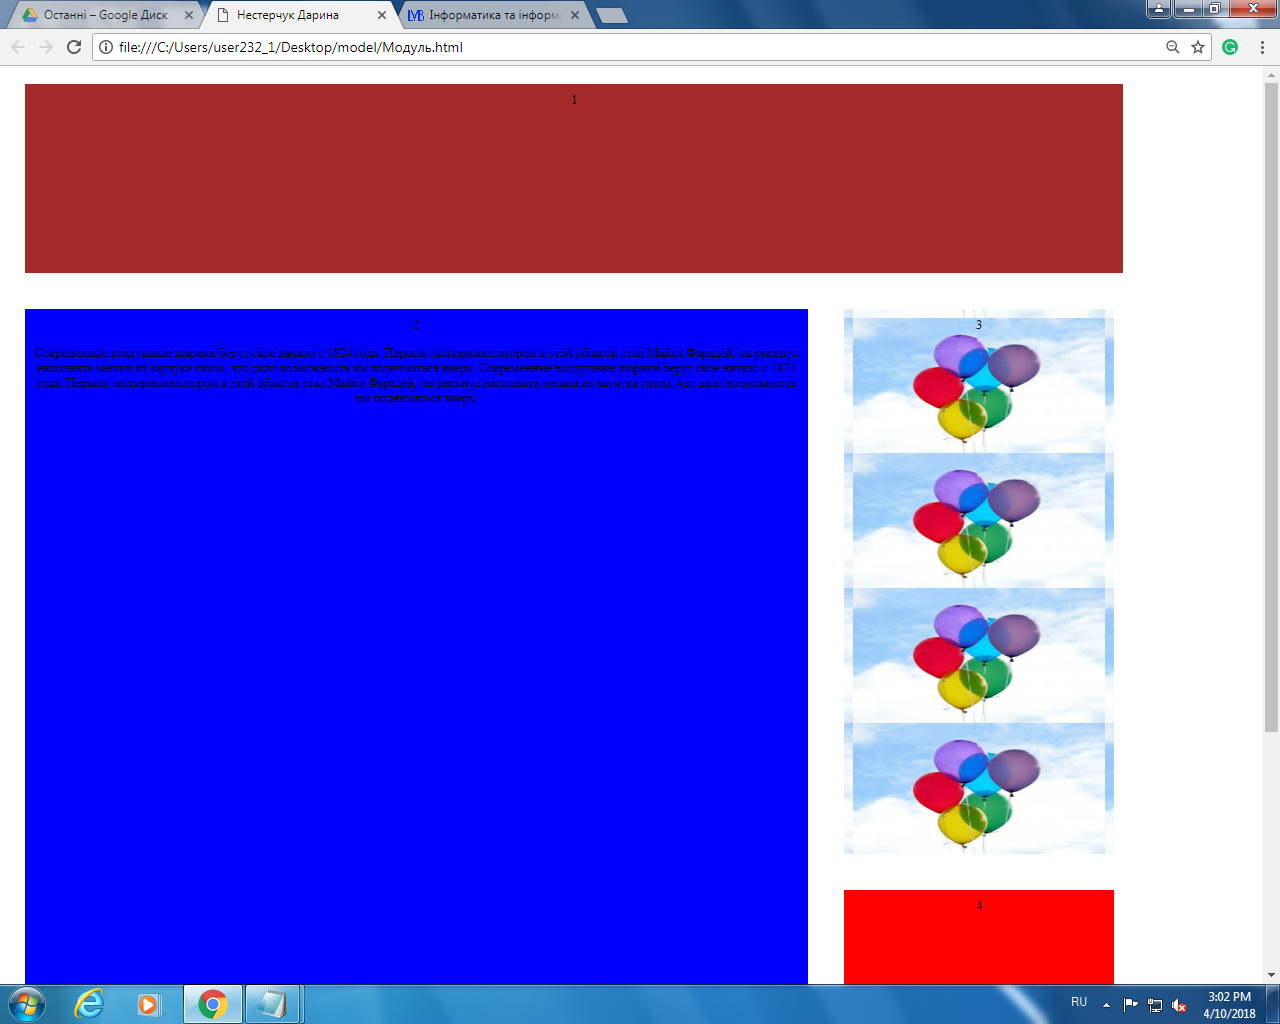 Останні – Google Диск
Нестерчук Дарина
Інформатика та інформ
file:///C:/Users/user232_1/Desktop/model/Модуль.html
1
2
Современные воздушные шарики берут свое начало с 1824 года. Первым экспериментатором в этой области стал Майкл Фарадей, он рискнул
наполнить мешки из каучука газом, что дало возможность им подниматься вверх. Современные воздушные шарики берут свое начало с 1824
года. Первым экспериментатором в этой области стал Майкл Фарадей, он рискнул наполнить мешки из каучука газом, что дало возможность
им подниматься вверх.
3
4
RU
3:02 PM
4/10/2018